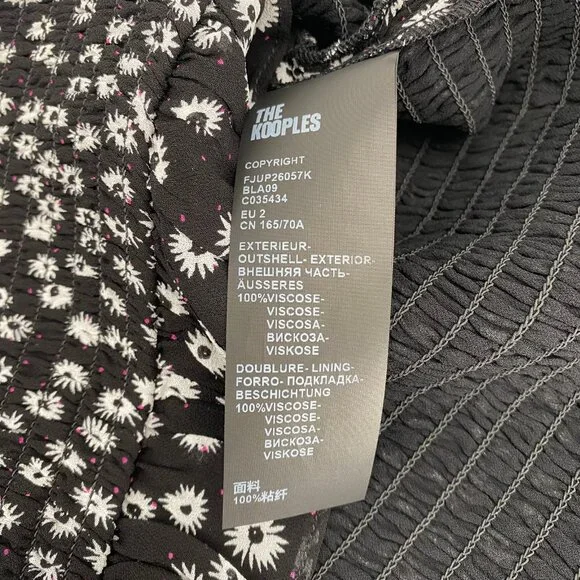 THE
KOOPLES
COPYRIGHT
FJUP26057K
BLA09
C035434
EU 2
CN 165/70A
EXTERIEUR-
OUTSHELL- EXTERIOR-
ВНЕШНЯЯ ЧАСТЬ-
ÄUSSERES
100%VISCOSE-
VISCOSE-
VISCOSA-
ВИСКОЗА-
VISKOSE
DOUBLURE- LINING-
FORRO- ПОДКЛАДКА-
BESCHICHTUNG
100%VISCOSE-
VISCOSE-
VISCOSA-
ВИСКОЗА-
VISKOSE
面料
100%粘纤